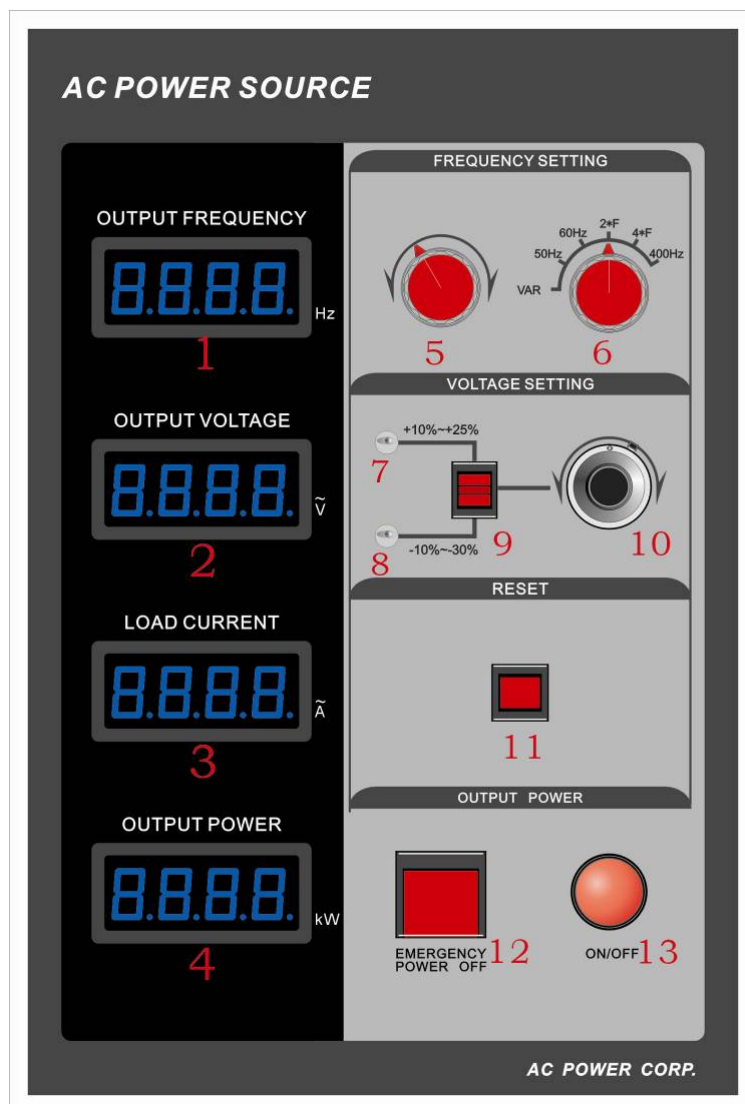 AC POWER SOURCE
OUTPUT FREQUENCY
8.8.8.8.
Hz
1
OUTPUT VOLTAGE
8.8.8.8.
~
V
2
LOAD CURRENT
8.8.8.8.
~
A
3
OUTPUT POWER
8.8.8.8.
kW
4
FREQUENCY SETTING
5
VAR
50Hz
60Hz
2*F
4*F
400Hz
6
VOLTAGE SETTING
+10%~+25%
7
8
-10%~-30%
9
0
10
RESET
11
OUTPUT POWER
EMERGENCY
POWER OFF
12
ON/OFF
13
AC POWER CORP.